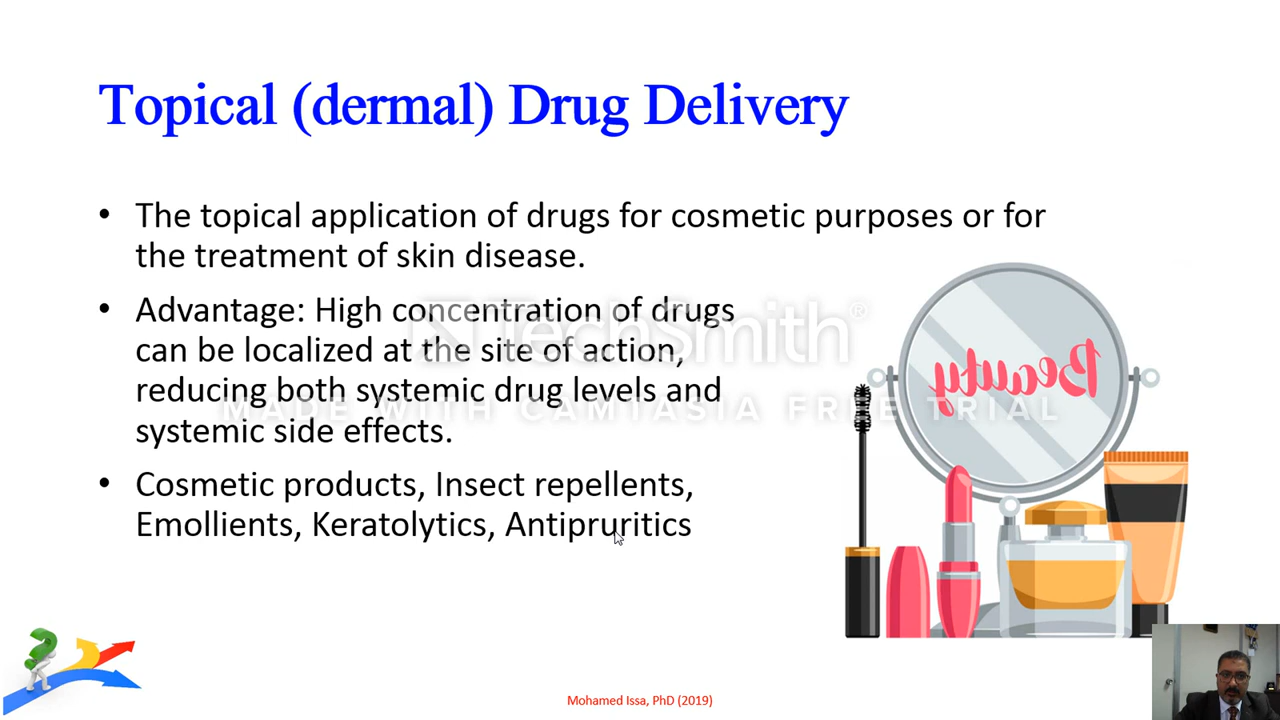 Topical (dermal) Drug Delivery
• The topical application of drugs for cosmetic purposes or for
the treatment of skin disease.
• Advantage: High concentration of drugs
can be localized at the site of action,
reducing both systemic drug levels and
systemic side effects.
• Cosmetic products, Insect repellents,
Emollients, Keratolytics, Antipruritics
TechSmith®
MADE WITH CAMTASIA FREE TRIAL
Beauty
Mohamed Issa, PhD (2019)